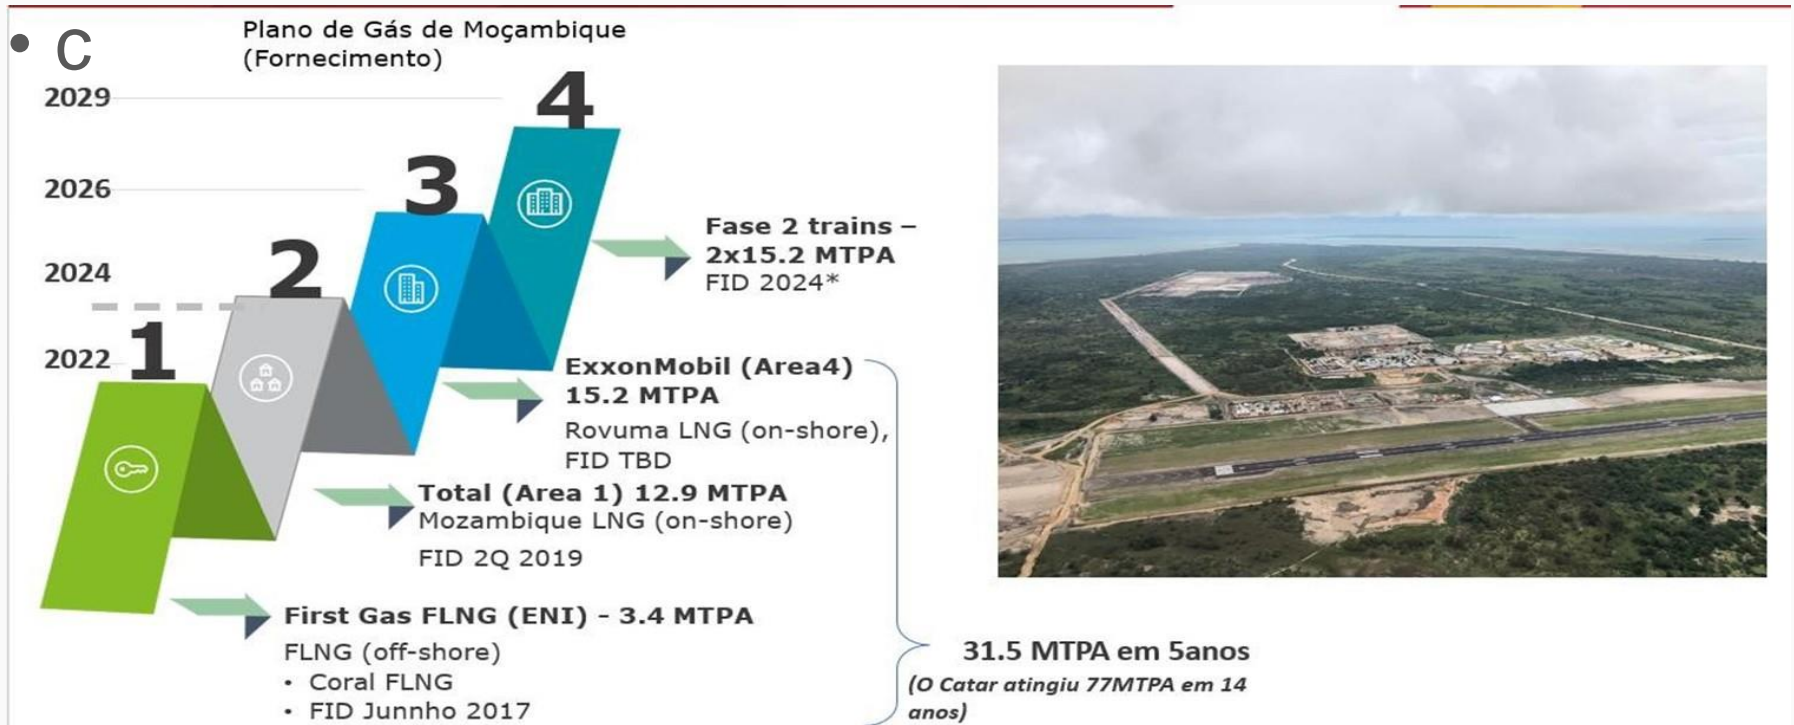 • C
Plano de Gás de Moçambique
(Fornecimento)
2029
2026
2024
2022
4
3
2
1
Fase 2 trains –
2x15.2 MTPA
FID 2024*
ExxonMobil (Area4)
15.2 MTPA
Rovuma LNG (on-shore),
FID TBD
Total (Area 1) 12.9 MTPA
Mozambique LNG (on-shore)
FID 2Q 2019
First Gas FLNG (ENI) - 3.4 MTPA
FLNG (off-shore)
• Coral FLNG
• FID Junnho 2017
31.5 MTPA em 5anos
(O Catar atingiu 77MTPA em 14
anos)